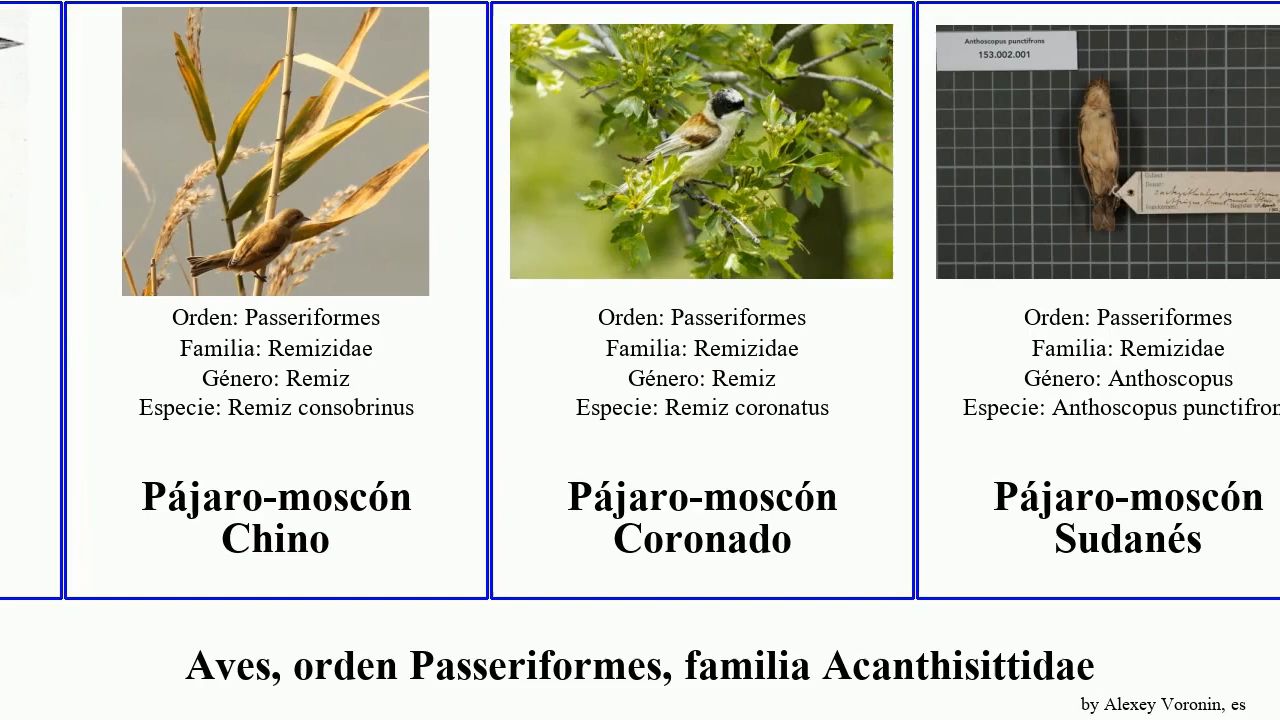 Anthoscopus punctifrons
153.002.001
Orden: Passeriformes
Familia: Remizidae
Género: Remiz
Especie: Remiz consobrinus
Pájaro-moscón
Chino
Orden: Passeriformes
Familia: Remizidae
Género: Remiz
Especie: Remiz coronatus
Pájaro-moscón
Coronado
Orden: Passeriformes
Familia: Remizidae
Género: Anthoscopus
Especie: Anthoscopus punctifron
Pájaro-moscón
Sudanés
Aves, orden Passeriformes, familia Acanthisittidae
by Alexey Voronin, es